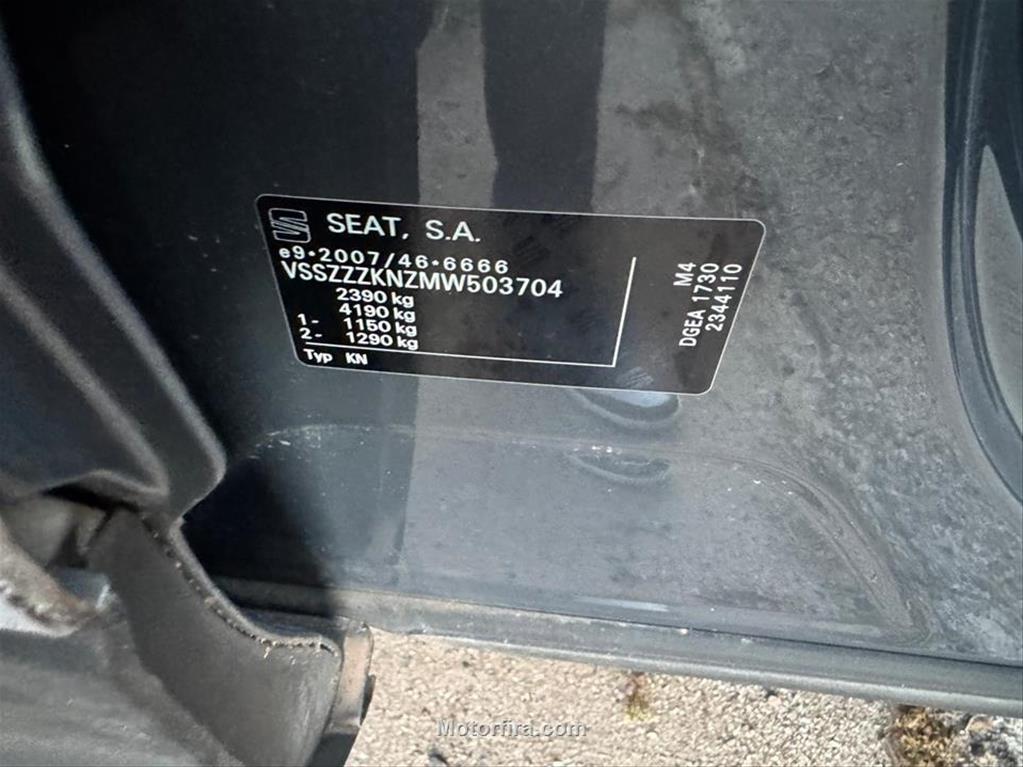 SEAT, S.A.
e9*2007/46*6666
VSSZZZKNZMW503704
2390 kg
4190 kg
1- 1150 kg
2- 1290 kg
Typ KN
M4
DGEA 1730
2344110
Motorfira.com